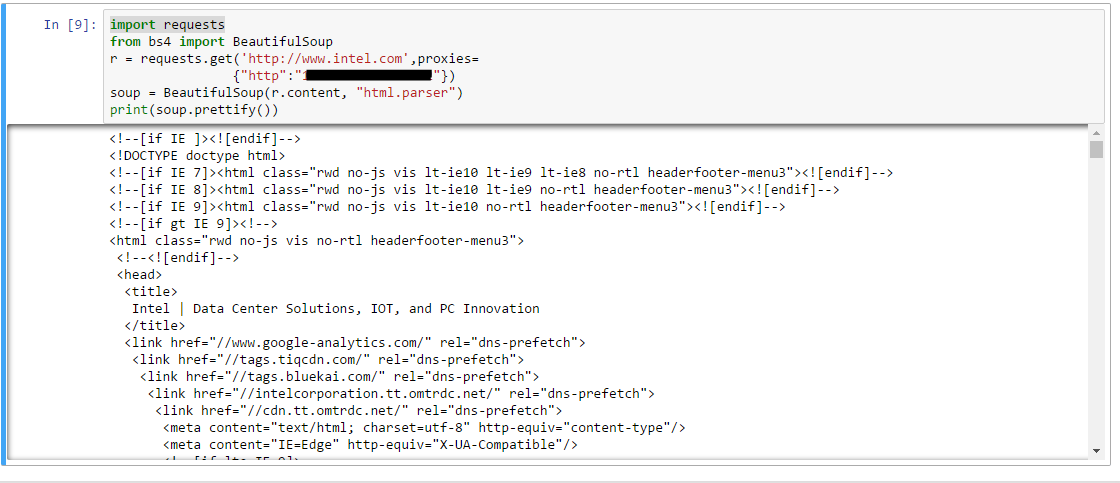 In [9]: import requests
from bs4 import BeautifulSoup
r = requests.get('http://www.intel.com',proxies=
{"http":" "})
soup = BeautifulSoup(r.content, "html.parser")
print(soup.prettify())
<!--[if IE ]><![endif]-->
<!DOCTYPE doctype html>
<!--[if IE 7]><html class="rwd no-js vis lt-ie10 lt-ie9 lt-ie8 no-rtl headerfooter-menu3"><![endif]-->
<!--[if IE 8]><html class="rwd no-js vis lt-ie10 lt-ie9 no-rtl headerfooter-menu3"><![endif]-->
<!--[if IE 9]><html class="rwd no-js vis lt-ie10 no-rtl headerfooter-menu3"><![endif]-->
<!--[if gt IE 9]><!-->
<html class="rwd no-js vis no-rtl headerfooter-menu3">
<!--<![endif]-->
<head>
<title>
Intel | Data Center Solutions, IOT, and PC Innovation
</title>
<link href="//www.google-analytics.com/" rel="dns-prefetch">
<link href="//tags.tiqcdn.com/" rel="dns-prefetch">
<link href="//tags.bluekai.com/" rel="dns-prefetch">
<link href="//intelcorporation.tt.omtrdc.net/" rel="dns-prefetch">
<link href="//cdn.tt.omtrdc.net/" rel="dns-prefetch">
<meta content="text/html; charset=utf-8" http-equiv="content-type"/>
<meta content="IE=Edge" http-equiv="X-UA-Compatible"/>